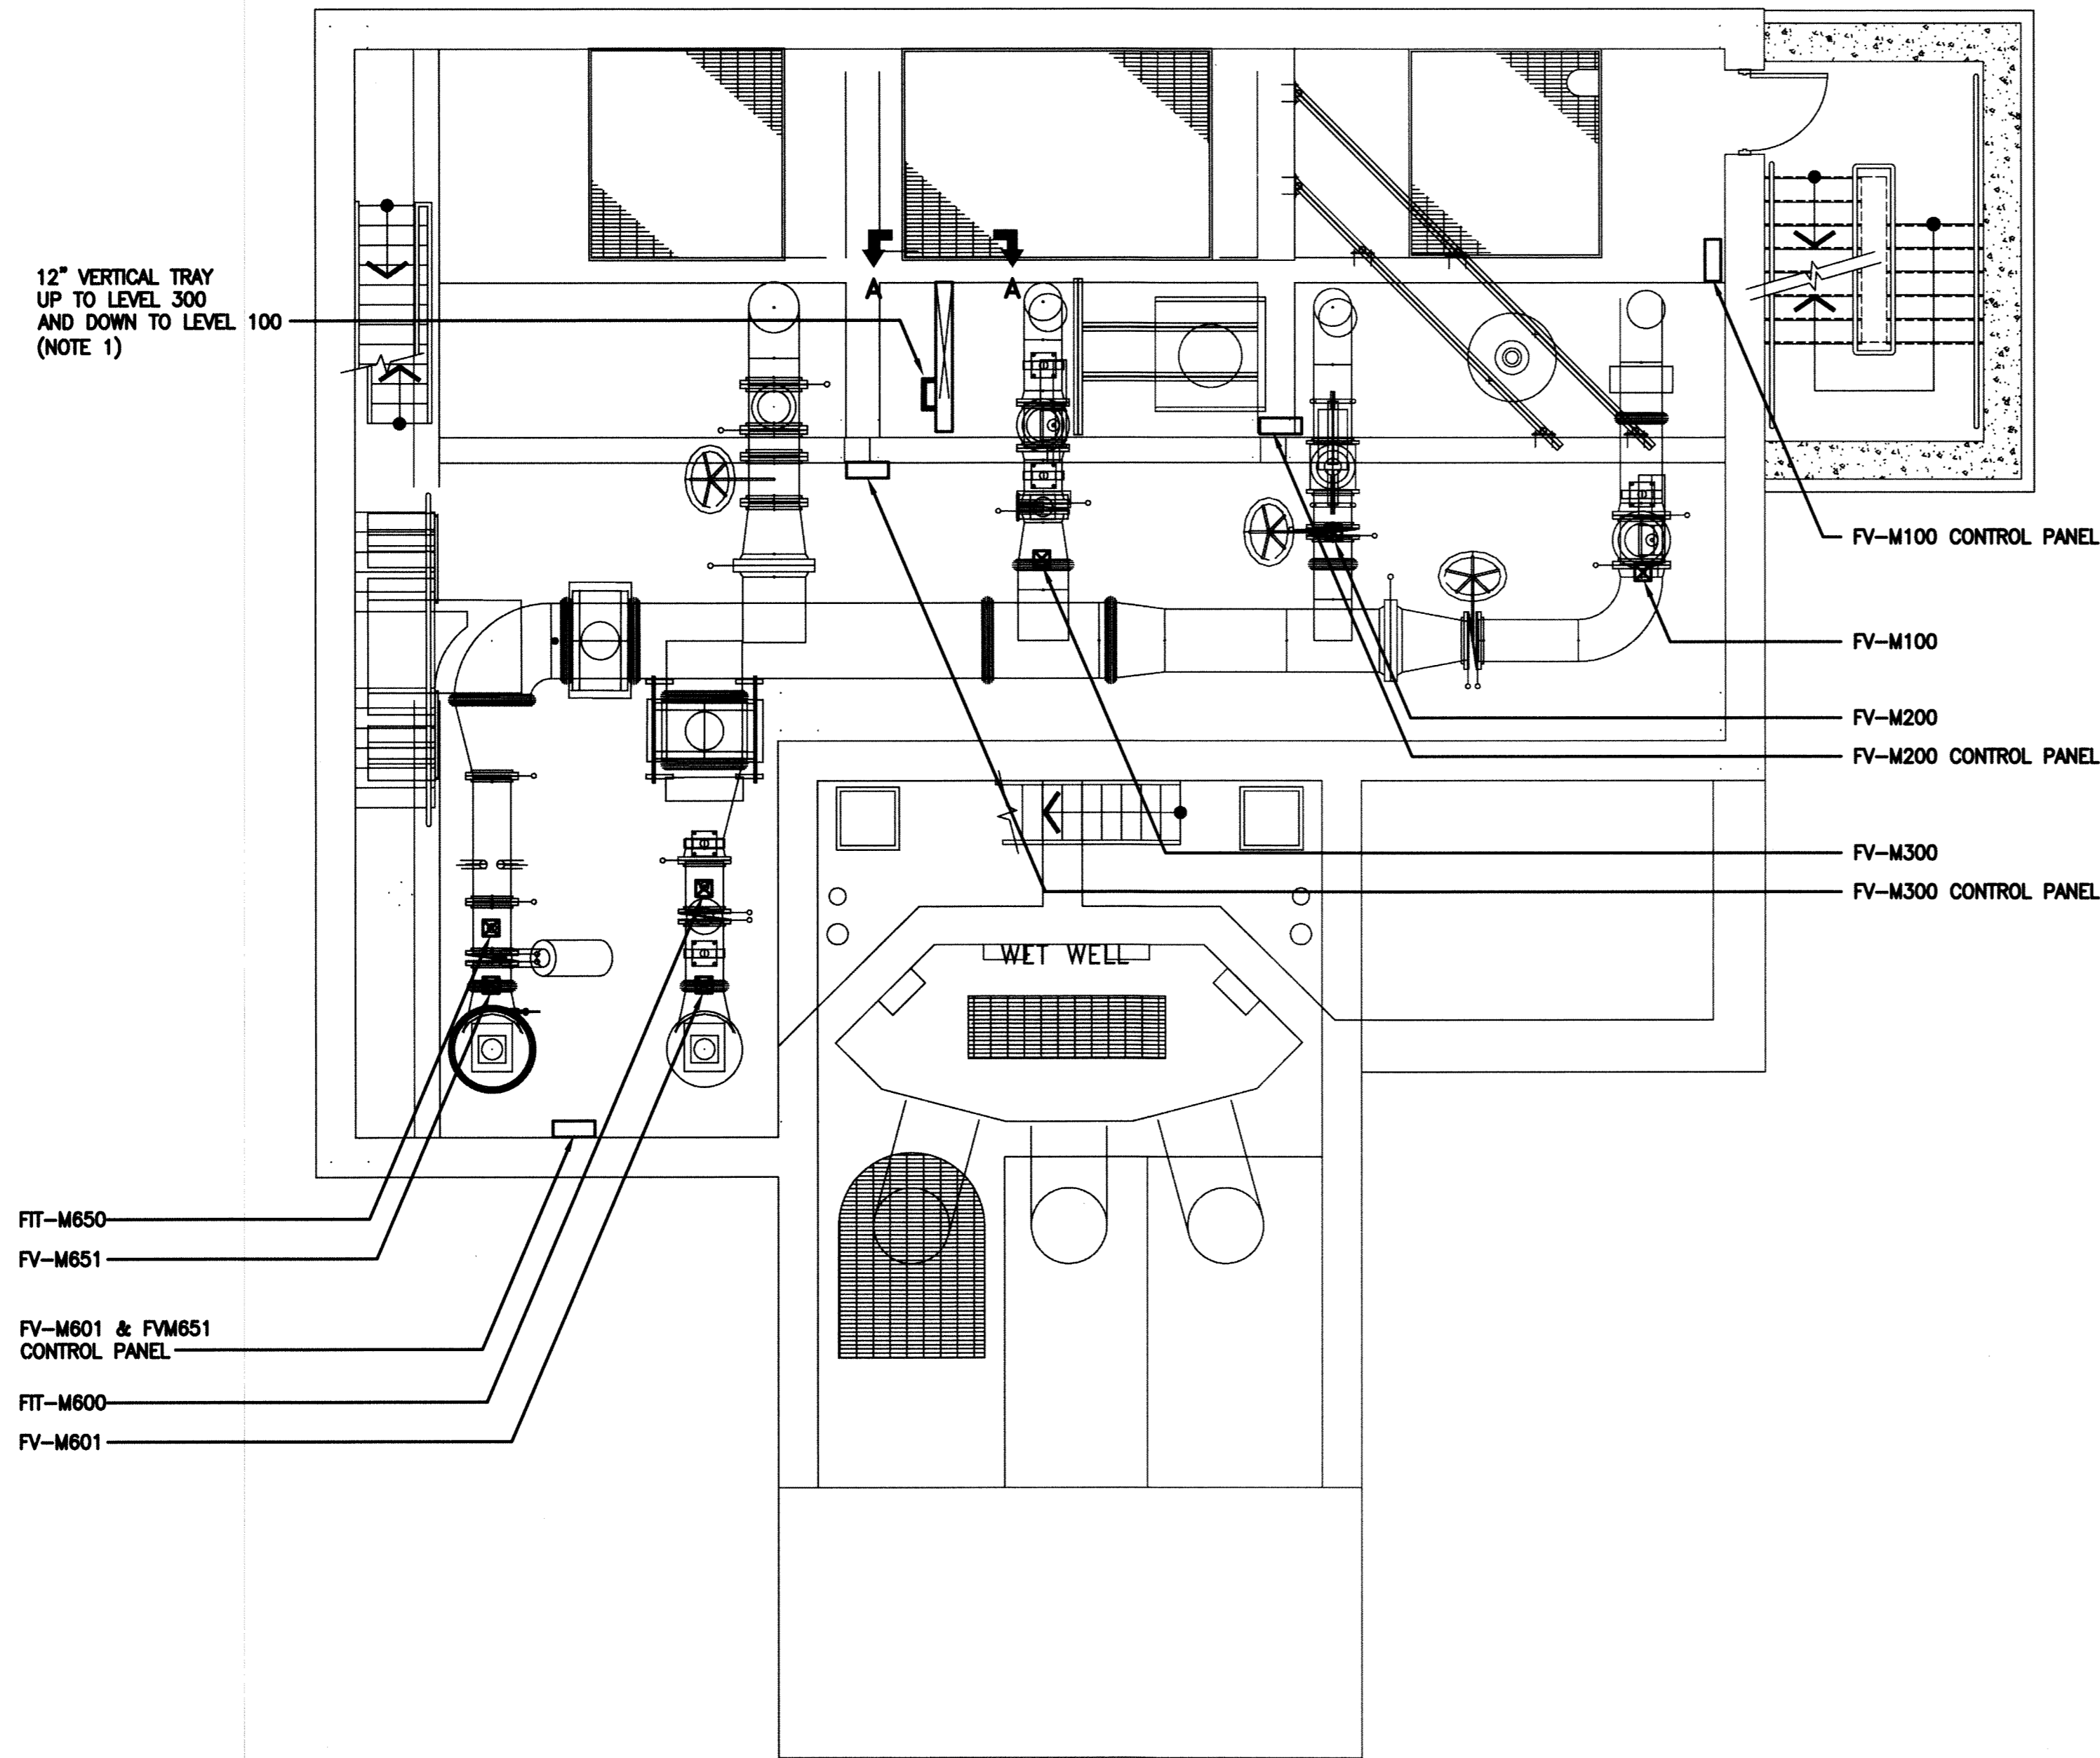 12" VERTICAL TRAY
UP TO LEVEL 300
AND DOWN TO LEVEL 100
(NOTE 1)
A
A
FV-M100 CONTROL PANEL
FV-M100
FV-M200
FV-M200 CONTROL PANEL
FV-M300
FV-M300 CONTROL PANEL
WET WELL
FIT-M650
FV-M651
FV-M601 & FVM651
CONTROL PANEL
FIT-M600
FV-M601